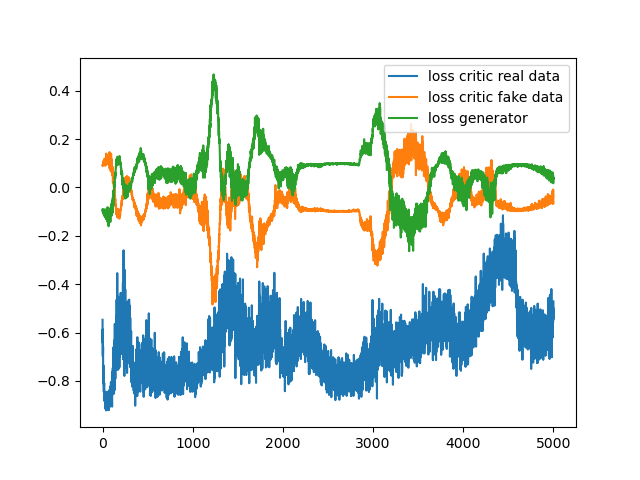 loss critic real data
loss critic fake data
loss generator
0.4
0.2
0.0
−0.2
−0.4
−0.6
−0.8
0 1000 2000 3000 4000 5000